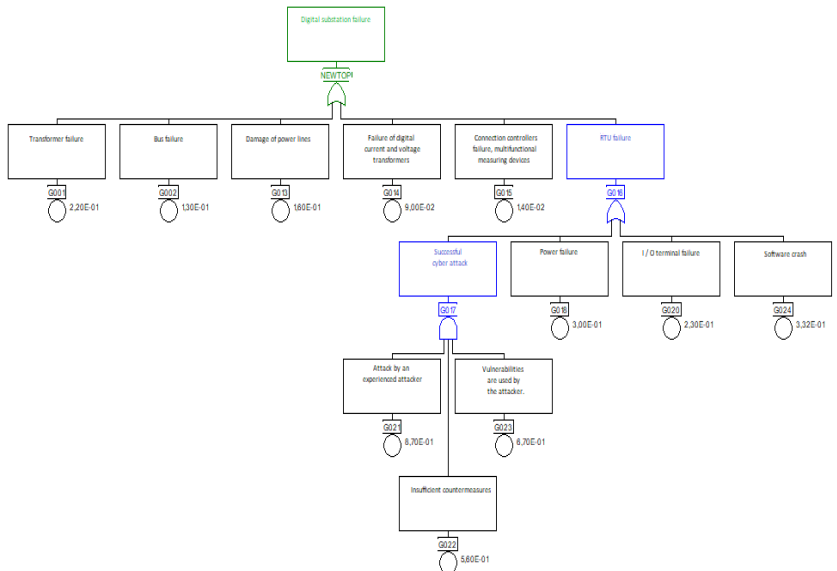 Digital substation failure
NEWTOP!
Transformer failure
Bus failure
Damage of power lines
Failure of digital
current and voltage
transformers
Connection controllers
failure, multifunctional
measuring devices
RTU failure
G001
2,20E-01
G002
1,30E-01
G013
1,60E-01
G014
9,00E-02
G015
1,40E-02
G016
Successful
cyber attack
Power failure
I / O terminal failure
Software crash
G017
G018
3,00E-01
G020
2,30E-01
G024
3,32E-01
Attack by an
experienced attacker
Vulnerabilities
are used by
the attacker.
G021
8,70E-01
G023
6,70E-01
Insufficient countermeasures
G022
5,60E-01